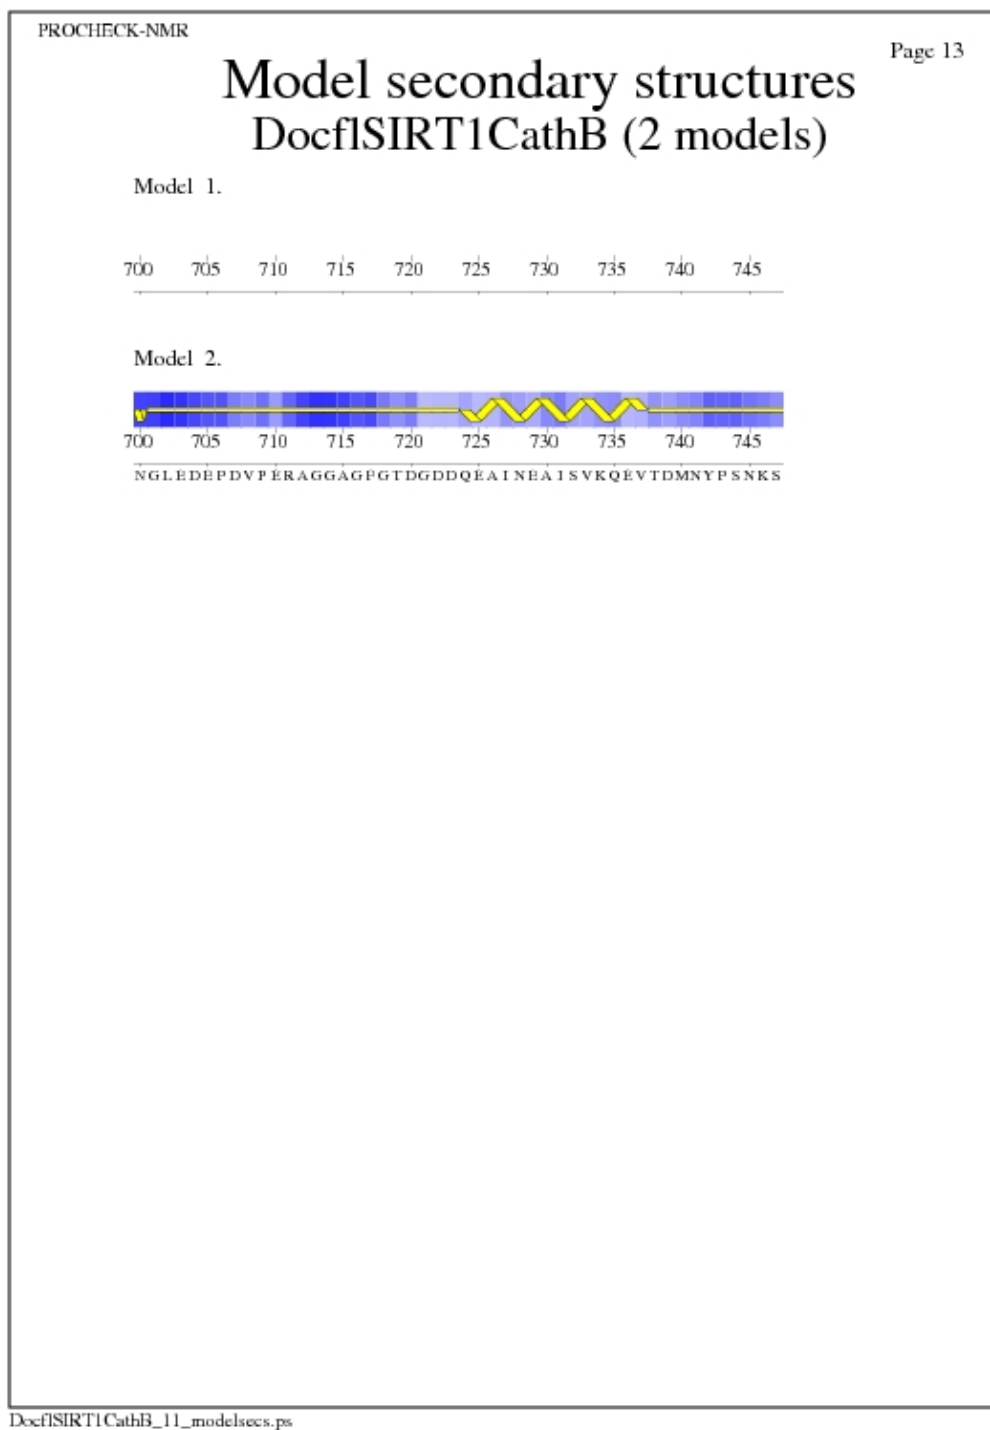 PROCHECK-NMR
Page 13
Model secondary structures
DocflSIRT1CathB (2 models)
Model 1.
700 705 710 715 720 725 730 735 740 745
Model 2.
700 705 710 715 720 725 730 735 740 745
NGLEDEPDVPERAGGAGFGTDGDDQEAINEAISVKQEVTDMNYPSNKS
DocflSIRT1CathB_11_modelsecs.ps